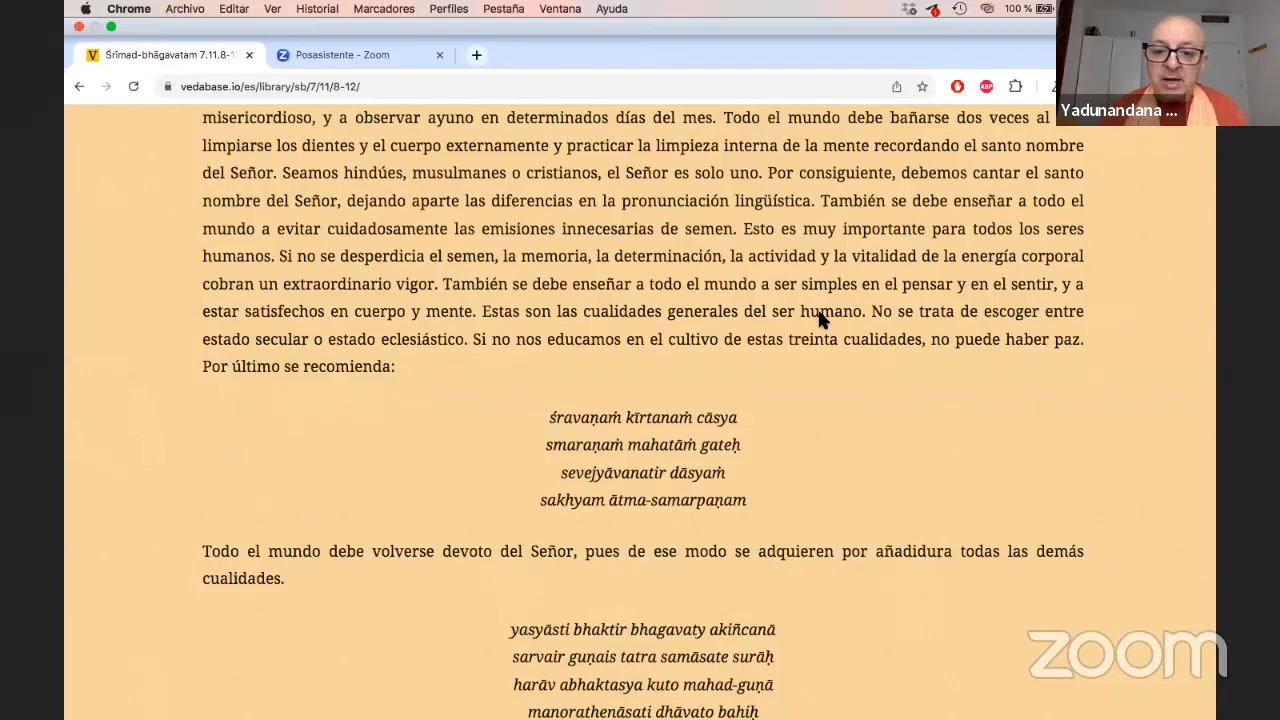 Chrome Archivo Editar Ver Historial Marcadores Perfiles Pestaña Ventana Ayuda 100 %
Śrīmad-bhāgavatam 7.11.8-1 Posasistente - Zoom
vedabase.io/es/library/sb/7/11/8-12/
ABP
Yadunandana ...
misericordioso, y a observar ayuno en determinados días del mes. Todo el mundo debe bañarse dos veces al
limpiarse los dientes y el cuerpo externamente y practicar la limpieza interna de la mente recordando el santo nombre
del Señor. Seamos hindúes, musulmanes o cristianos, el Señor es solo uno. Por consiguiente, debemos cantar el santo
nombre del Señor, dejando aparte las diferencias en la pronunciación lingüística. También se debe enseñar a todo el
mundo a evitar cuidadosamente las emisiones innecesarias de semen. Esto es muy importante para todos los seres
humanos. Si no se desperdicia el semen, la memoria, la determinación, la actividad y la vitalidad de la energía corporal
cobran un extraordinario vigor. También se debe enseñar a todo el mundo a ser simples en el pensar y en el sentir, y a
estar satisfechos en cuerpo y mente. Estas son las cualidades generales del ser humano. No se trata de escoger entre
estado secular o estado eclesiástico. Si no nos educamos en el cultivo de estas treinta cualidades, no puede haber paz.
Por último se recomienda:
śravaṇaṁ kīrtanaṁ cāsya
smaraṇaṁ mahatāṁ gateḥ
sevejyāvanatir dāsyaṁ
sakhyam ātma-samarpaṇam
Todo el mundo debe volverse devoto del Señor, pues de ese modo se adquieren por añadidura todas las demás
cualidades.
yasyāsti bhaktir bhagavaty akiñcanā
sarvair guṇais tatra samāsate surāḥ
harāv abhaktasya kuto mahad-guṇā
manorathenāsati dhāvato bahiḥ
zoom